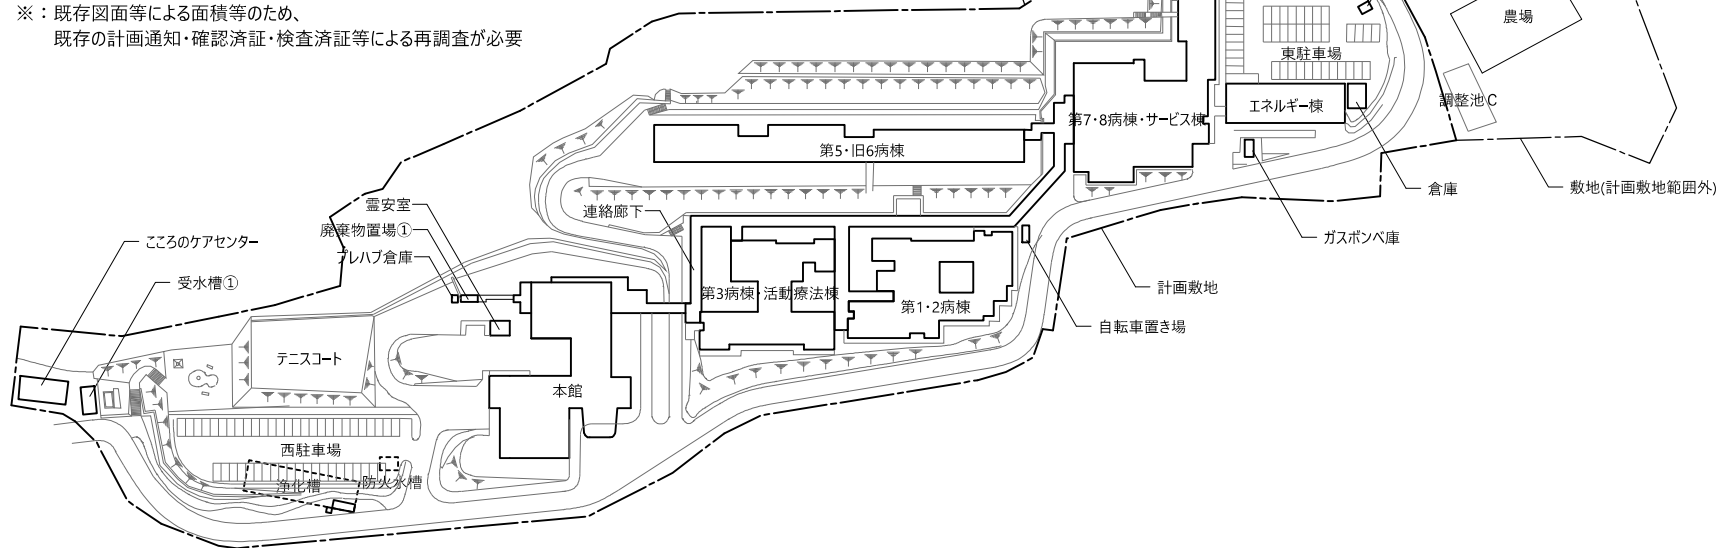 ※：既存図面等による面積等のため、
既存の計画通知・確認済証・検査済証等による再調査が必要
農場
東駐車場
調整池C
エネルギー棟
第7・8病棟・サービス棟
第5・旧6病棟
倉庫
敷地(計画敷地範囲外)
霊安室
連絡廊下
廃棄物置場①
ガスボンベ庫
こころのケアセンター
プレハブ倉庫
受水槽①
計画敷地
第3病棟・活動療法棟
第1・2病棟
自転車置き場
テニスコート
本館
西駐車場
防火水槽
浄化槽